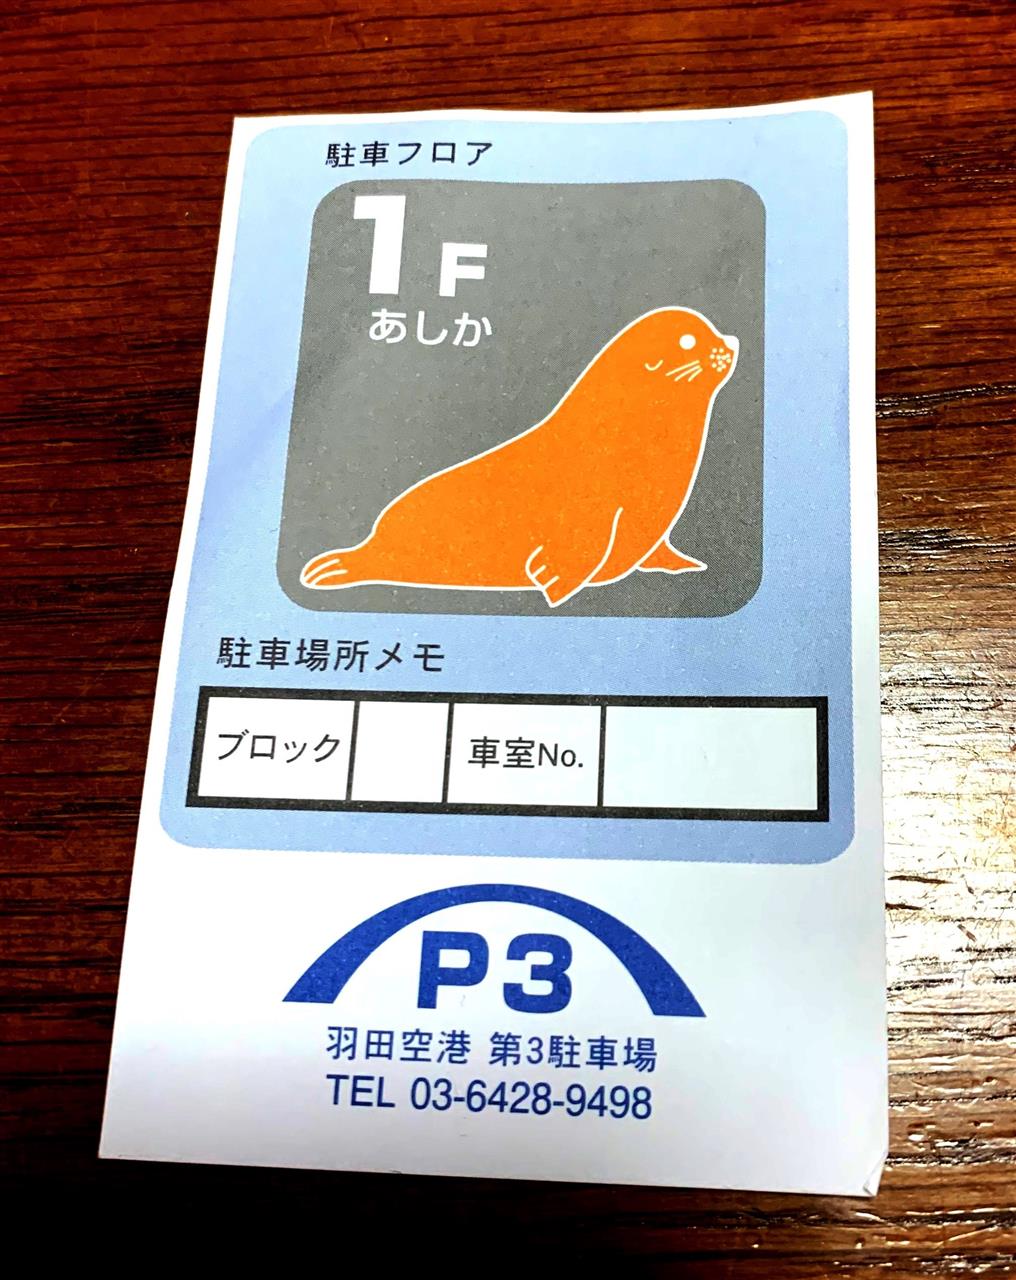 駐車フロア
1F
あしか
駐車場所メモ
ブロック 車室No.
P3
羽田空港 第3駐車場
TEL 03-6428-9498